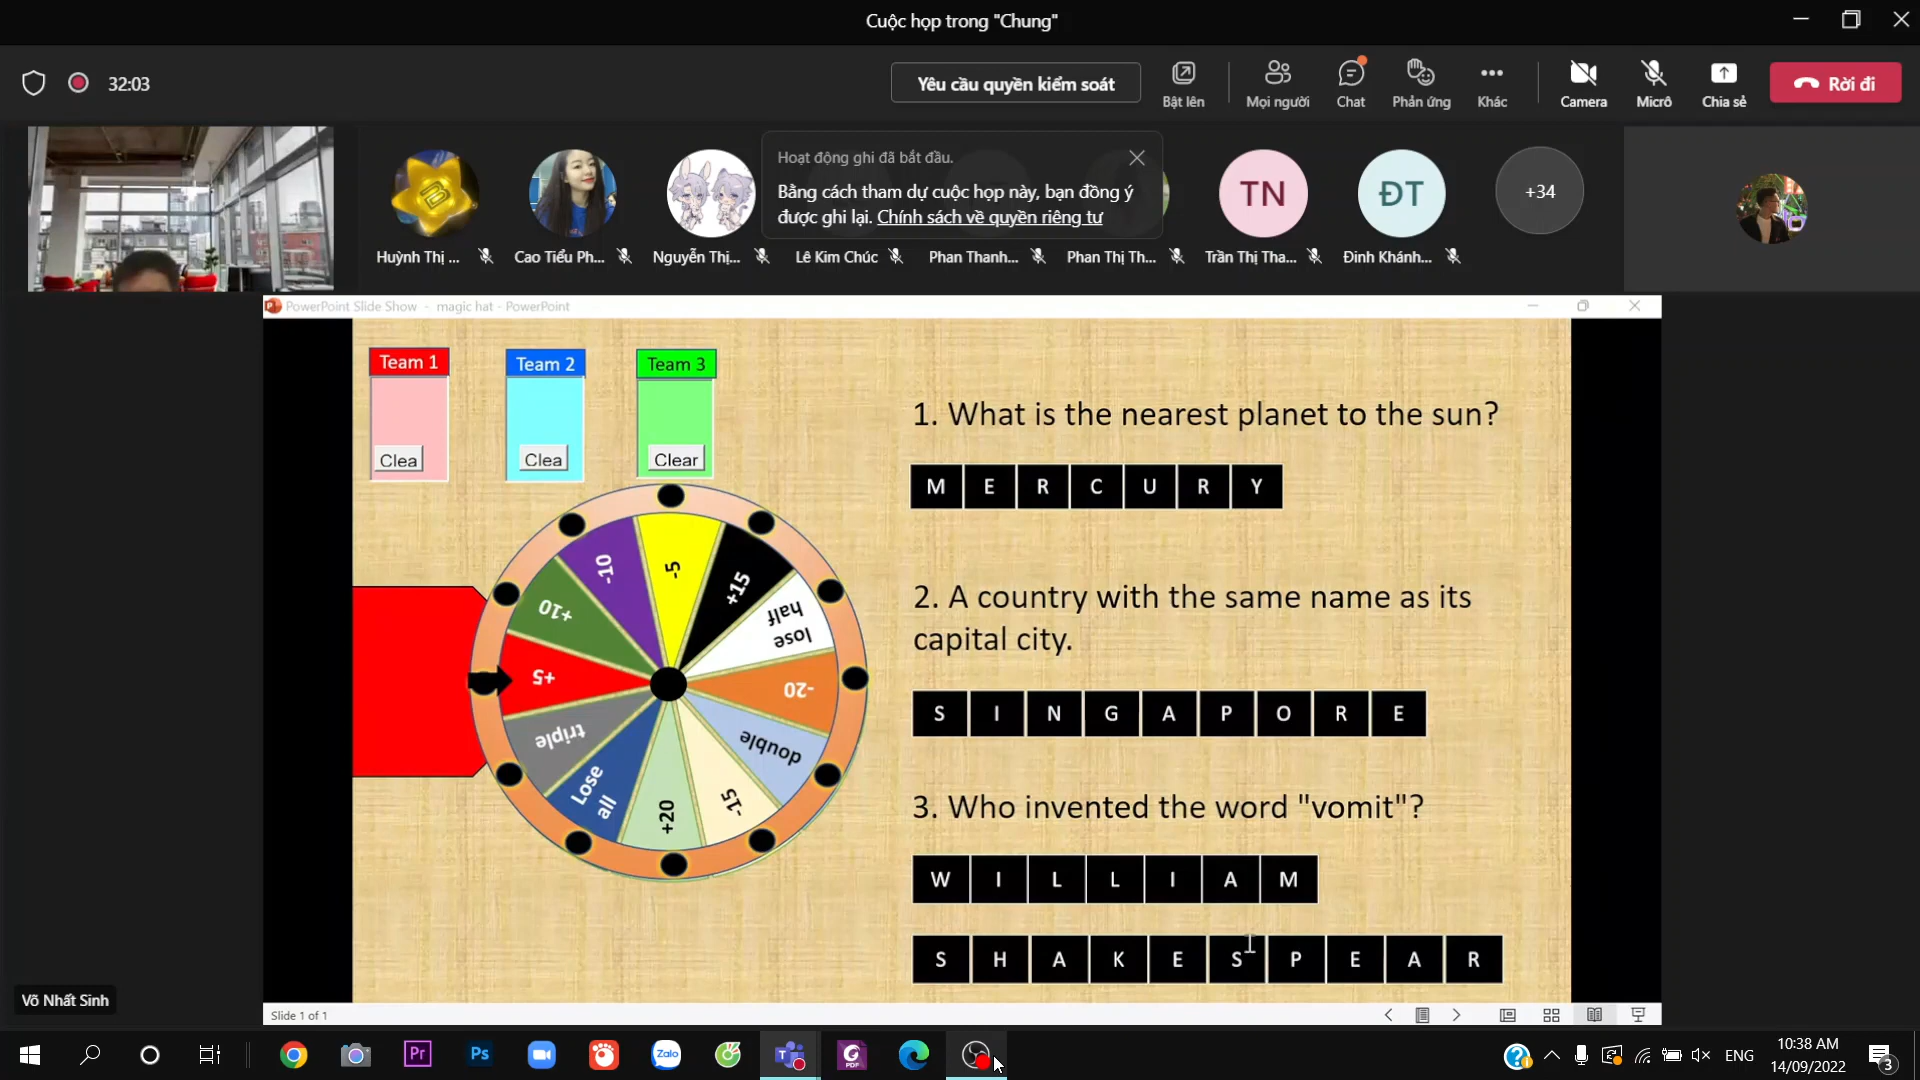 Cuộc họp trong "Chung"
32:03
Yêu cầu quyền kiểm soát
Bật lên
Mọi người
Chat
Phản ứng
Khác
Camera
Micrô
Chia sẻ
Rời đi
Hoạt động ghi đã bắt đầu.
Bằng cách tham dự cuộc họp này, bạn đồng ý
được ghi lại. Chính sách về quyền riêng tư
TN
ĐT
+34
Huỳnh Thị ...
Cao Tiểu Ph...
Nguyễn Thị...
Lê Kim Chúc
Phan Thanh...
Phan Thị Th...
Trần Thị Tha...
Đinh Khánh...
PowerPoint Slide Show - magic hat - PowerPoint
Team 1
Team 2
Team 3
Clea
Clea
Clear
1. What is the nearest planet to the sun?
M E R C U R Y
2. A country with the same name as its
capital city.
S I N G A P O R E
3. Who invented the word "vomit"?
W I L L I A M
S H A K E S P E A R
-10
-5
+15
lose
half
-20
double
-15
+20
Lose
all
triple
+5
+10
Võ Nhất Sinh
Slide 1 of 1
Pr
Ps
Zalo
PDF
ENG
10:38 AM
14/09/2022
3